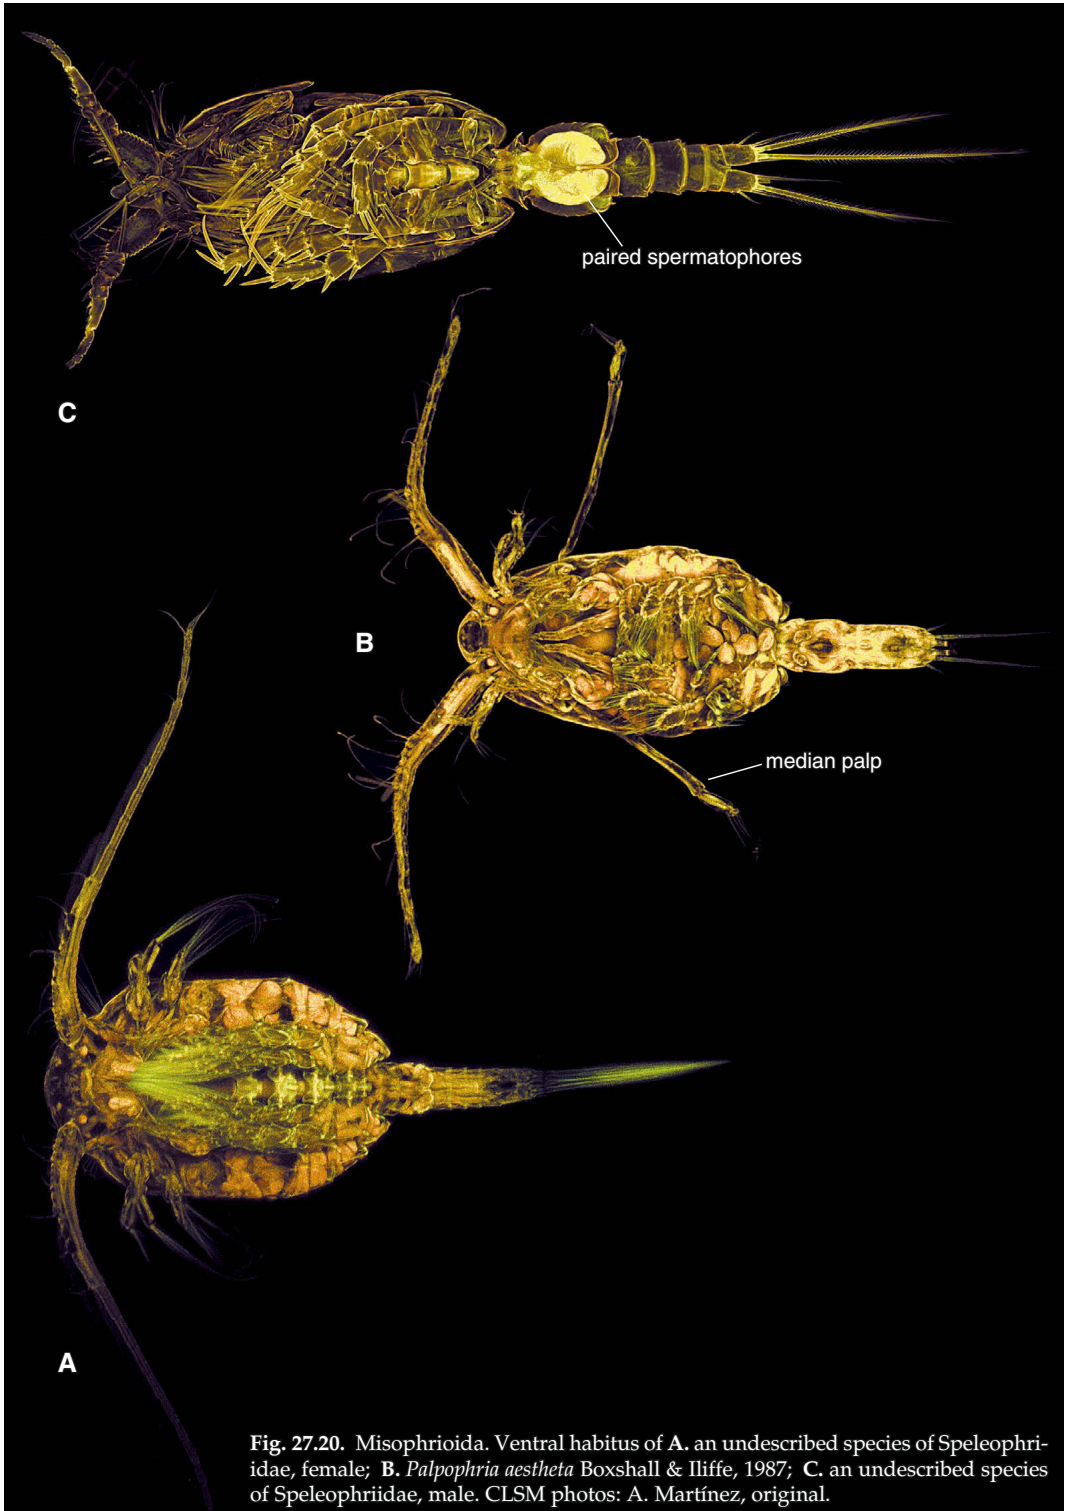 paired spermatophores
C
B
median palp
A
Fig. 27.20. Misophrioida. Ventral habitus of A. an undescribed species of Speleophri-
idae, female; B. Palpophria aestheta Boxshall & Iliffe, 1987; C. an undescribed species
of Speleophriidae, male. CLSM photos: A. Martínez, original.